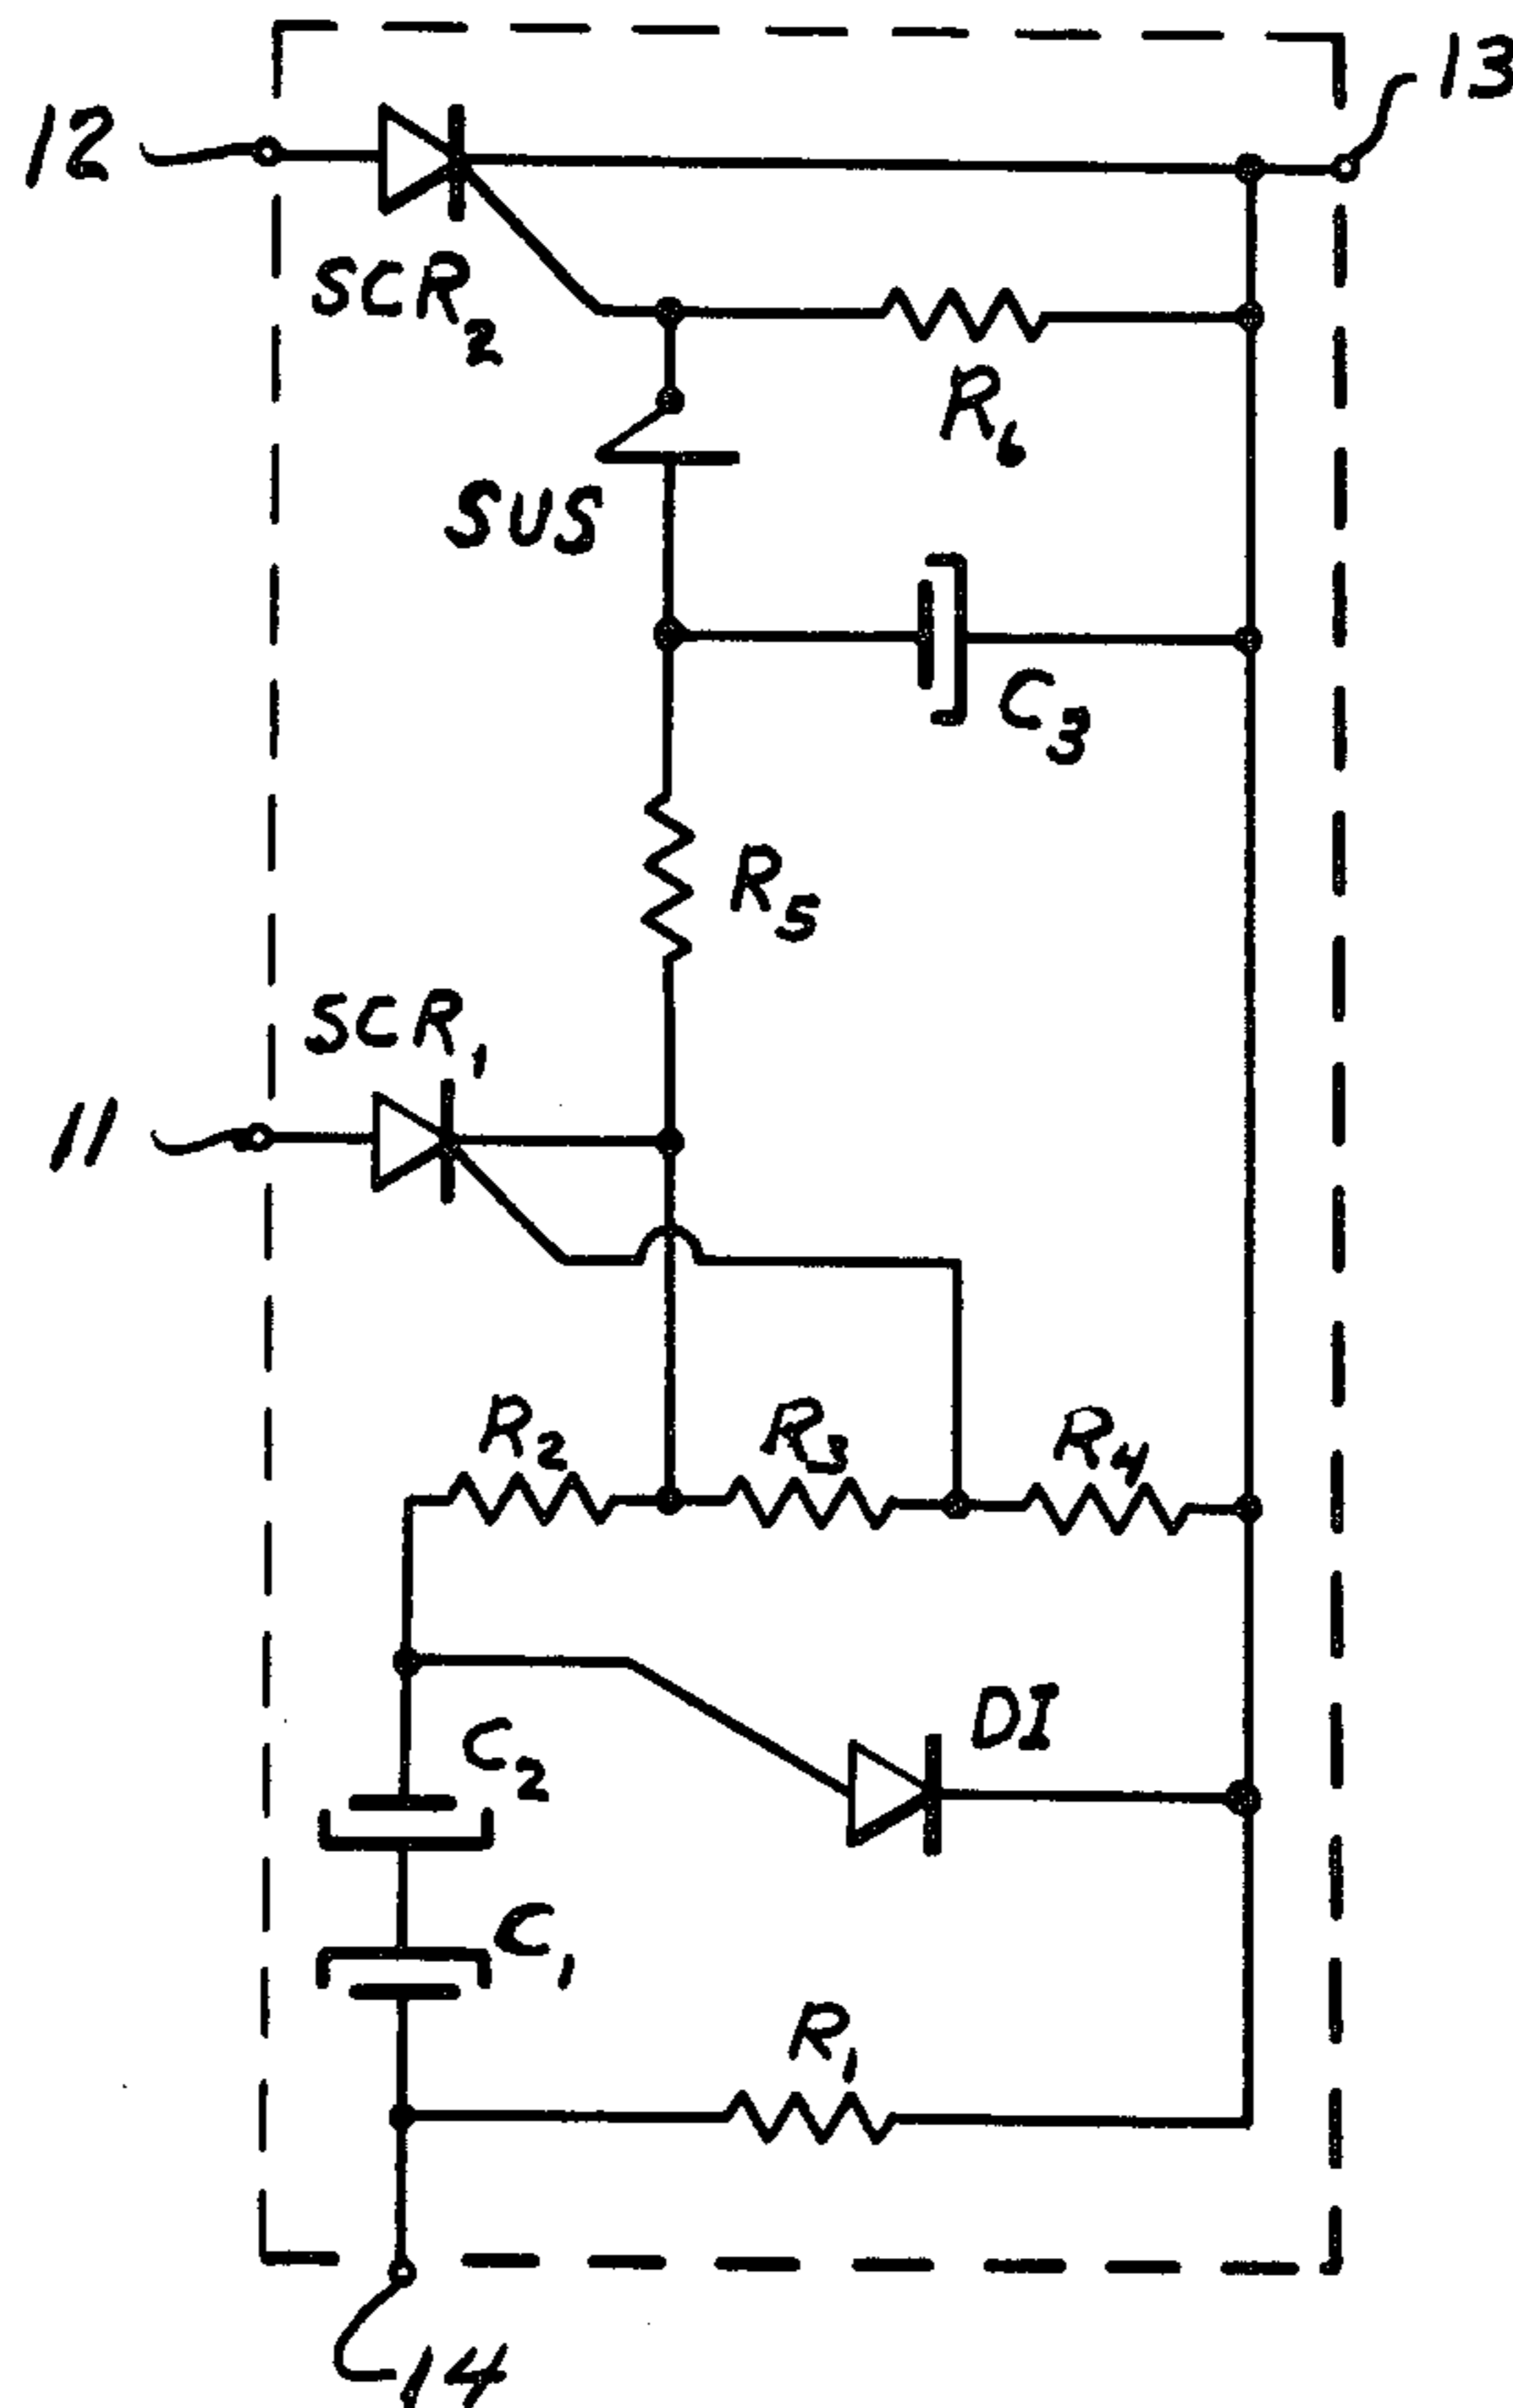 13
12
SCR₂
R₆
SUS
C₃
R₅
SCR₁
11
R₂
R₃
R₄
DI
C₂
C₁
R₁
14